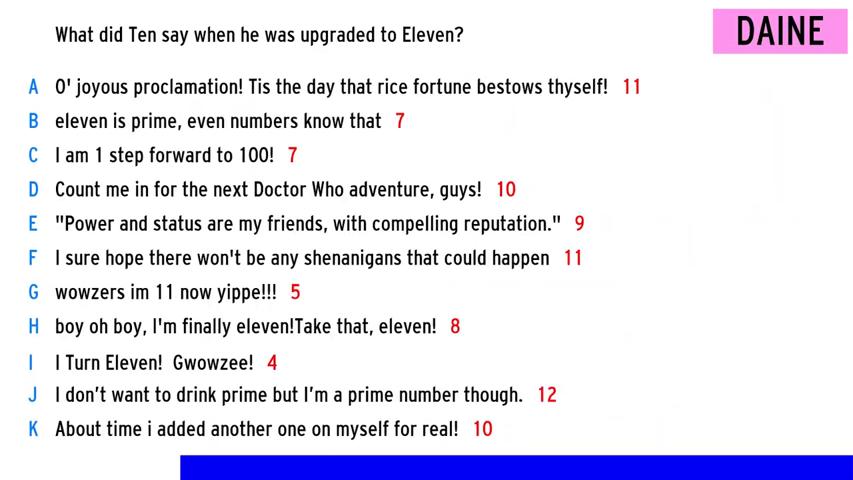 What did Ten say when he was upgraded to Eleven?
DAINE
A O' joyous proclamation! Tis the day that rice fortune bestows thyself! 11
B eleven is prime, even numbers know that 7
C I am 1 step forward to 100! 7
D Count me in for the next Doctor Who adventure, guys! 10
E "Power and status are my friends, with compelling reputation." 9
F I sure hope there won't be any shenanigans that could happen 11
G wowzers im 11 now yippe!!! 5
H boy oh boy, I'm finally eleven!Take that, eleven! 8
I I Turn Eleven!  Gwowzee! 4
J I don’t want to drink prime but I’m a prime number though. 12
K About time i added another one on myself for real! 10